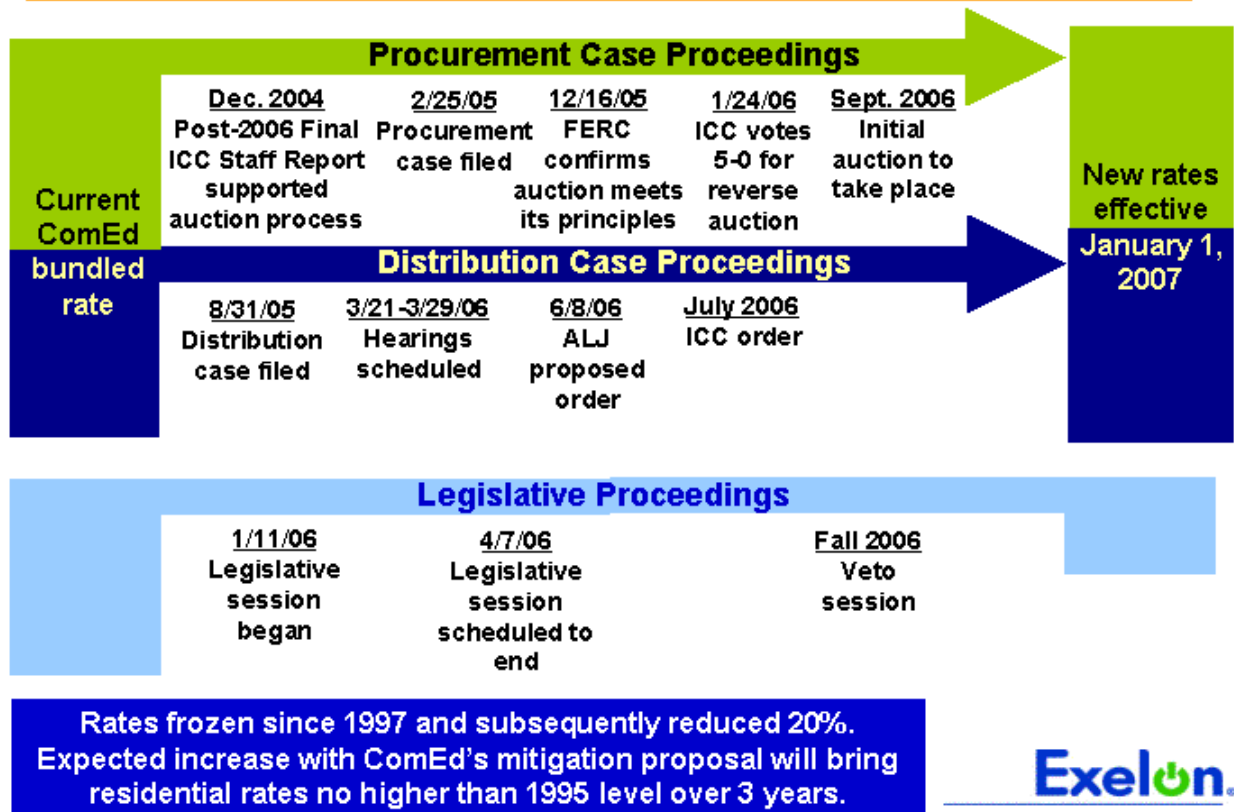 Procurement Case Proceedings
Current
ComEd
bundled
rate
Dec. 2004
Post-2006 Final
ICC Staff Report
supported
auction process
2/25/05
Procurement
case filed
12/16/05
FERC
confirms
auction meets
its principles
1/24/06
ICC votes
5-0 for
reverse
auction
Sept. 2006
Initial
auction to
take place
New rates
effective
January 1,
2007
Distribution Case Proceedings
8/31/05
Distribution
case filed
3/21-3/29/06
Hearings
scheduled
6/8/06
ALJ
proposed
order
July 2006
ICC order
Legislative Proceedings
1/11/06
Legislative
session
began
4/7/06
Legislative
session
scheduled to
end
Fall 2006
Veto
session
Rates frozen since 1997 and subsequently reduced 20%.
Expected increase with ComEd's mitigation proposal will bring
residential rates no higher than 1995 level over 3 years.
Exelon.